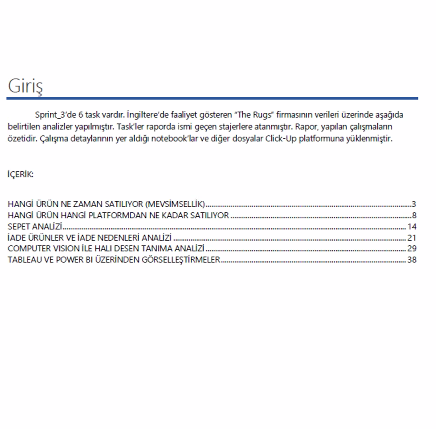 Giriş
Sprint_3'de 6 task vardır. İngiltere'de faaliyet gösteren "The Rugs" firmasının verileri üzerinde aşağıda
belirtilen analizler yapılmıştır. Task'ler raporda ismi geçen stajerlere atanmıştır. Rapor, yapılan çalışmaların
özetidir. Çalışma detaylarının yer aldığı notebook'lar ve diğer dosyalar Click-Up platformuna yüklenmiştir.
İÇERİK:
HANGİ ÜRÜN NE ZAMAN SATILIYOR (MEVSİMSELLİK) 3
HANGİ ÜRÜN HANGİ PLATFORMDAN NE KADAR SATILIYOR 8
SEPET ANALİZİ 14
İADE ÜRÜNLER VE İADE NEDENLERİ ANALİZİ 21
COMPUTER VISION İLE HALI DESEN TANIMA ANALİZİ 29
TABLEAU VE POWER BI ÜZERİNDEN GÖRSELLEŞTİRMELER 38